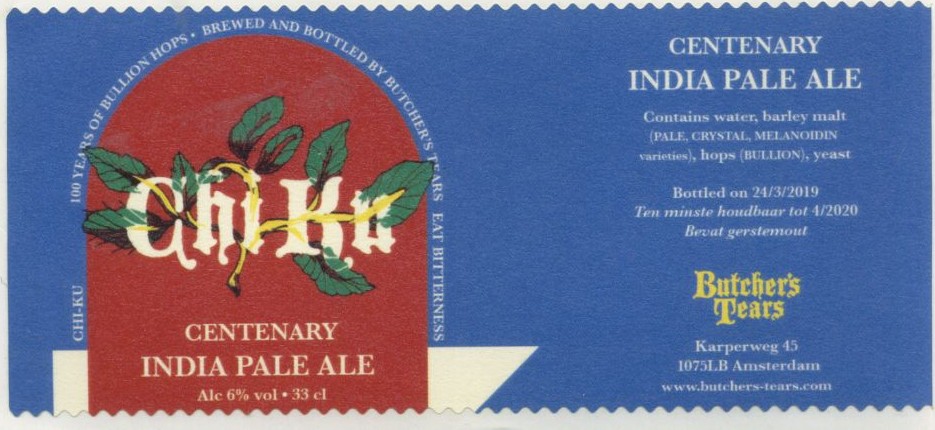 CHI-KU
100 YEARS OF BULLION HOPS • BREWED AND BOTTLED BY BUTCHER'S TEARS EAT BITTERNESS
Chi-Ku
CENTENARY
INDIA PALE ALE
Alc 6% vol • 33 cl
CENTENARY
INDIA PALE ALE
Contains water, barley malt
(PALE, CRYSTAL, MELANOIDIN
varieties), hops (BULLION), yeast
Bottled on 24/3/2019
Ten minste houdbaar tot 4/2020
Bevat gerstemout
Butcher's
Tears
Karperweg 45
1075LB Amsterdam
www.butchers-tears.com